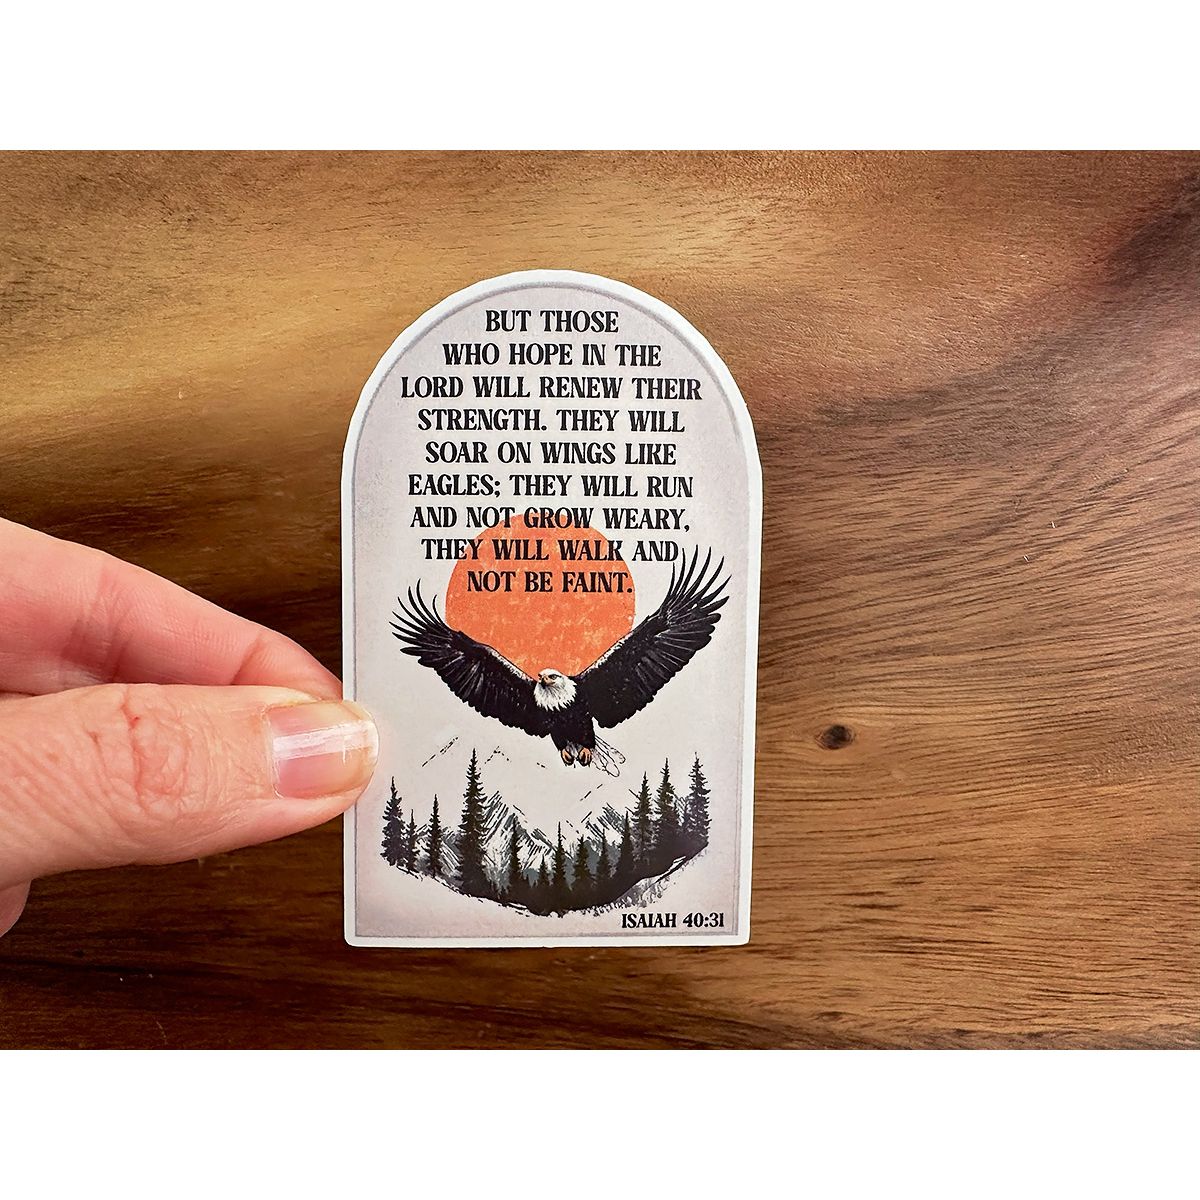 BUT THOSE
WHO HOPE IN THE
LORD WILL RENEW THEIR
STRENGTH. THEY WILL
SOAR ON WINGS LIKE
EAGLES; THEY WILL RUN
AND NOT GROW WEARY,
THEY WILL WALK AND
NOT BE FAINT.
ISAIAH 40:31